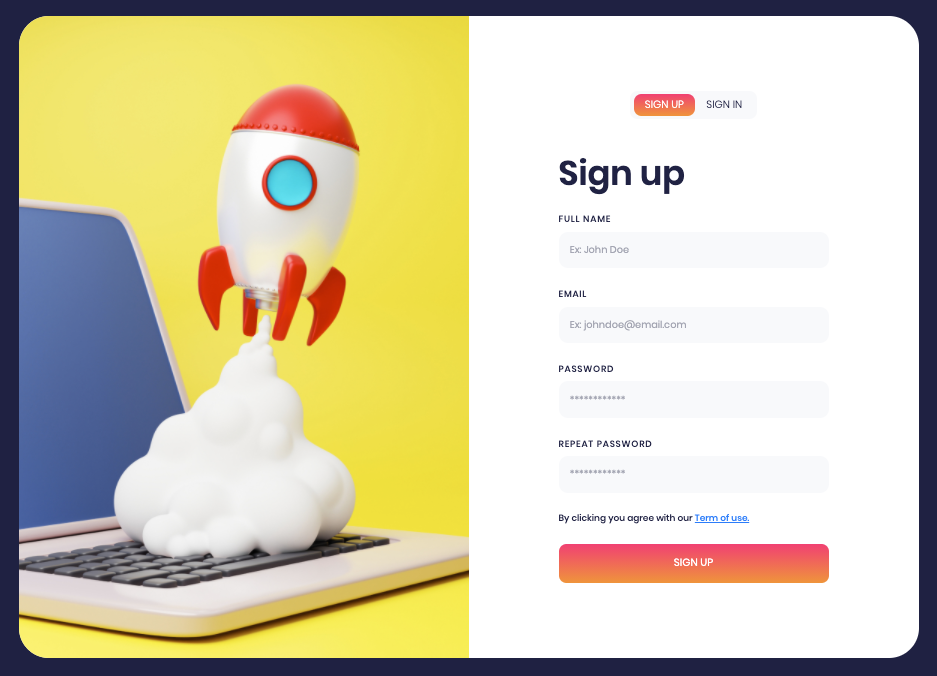 SIGN UP SIGN IN
Sign up
FULL NAME
Ex: John Doe
EMAIL
Ex: johndoe@email.com
PASSWORD
************
REPEAT PASSWORD
************
By clicking you agree with our Term of use.
SIGN UP